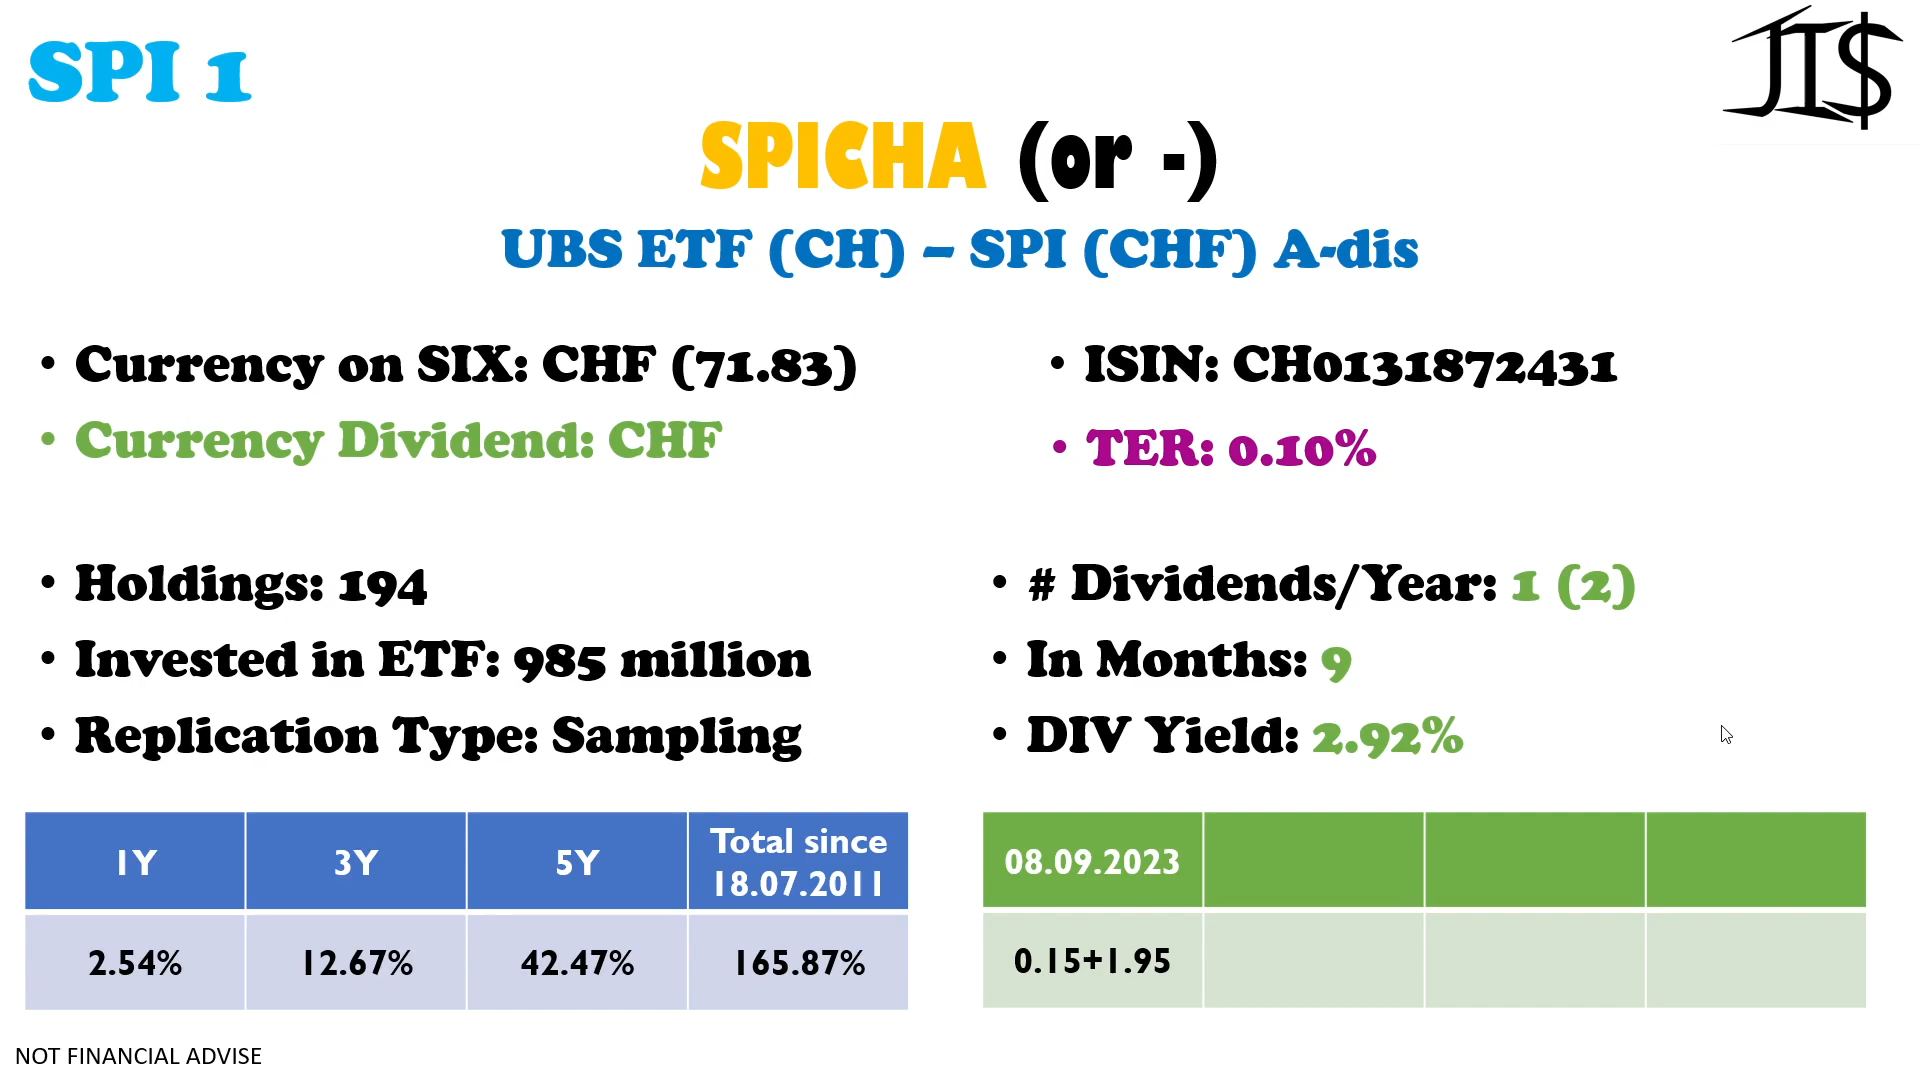 SPI 1
JI$
SPICHA (or -)
UBS ETF (CH) – SPI (CHF) A-dis
• Currency on SIX: CHF (71.83)
• Currency Dividend: CHF
• ISIN: CH0131872431
• TER: 0.10%
• Holdings: 194
• Invested in ETF: 985 million
• Replication Type: Sampling
• # Dividends/Year: 1 (2)
• In Months: 9
• DIV Yield: 2.92%
1Y 3Y 5Y Total since 18.07.2011
2.54% 12.67% 42.47% 165.87%
08.09.2023
0.15+1.95
NOT FINANCIAL ADVISE